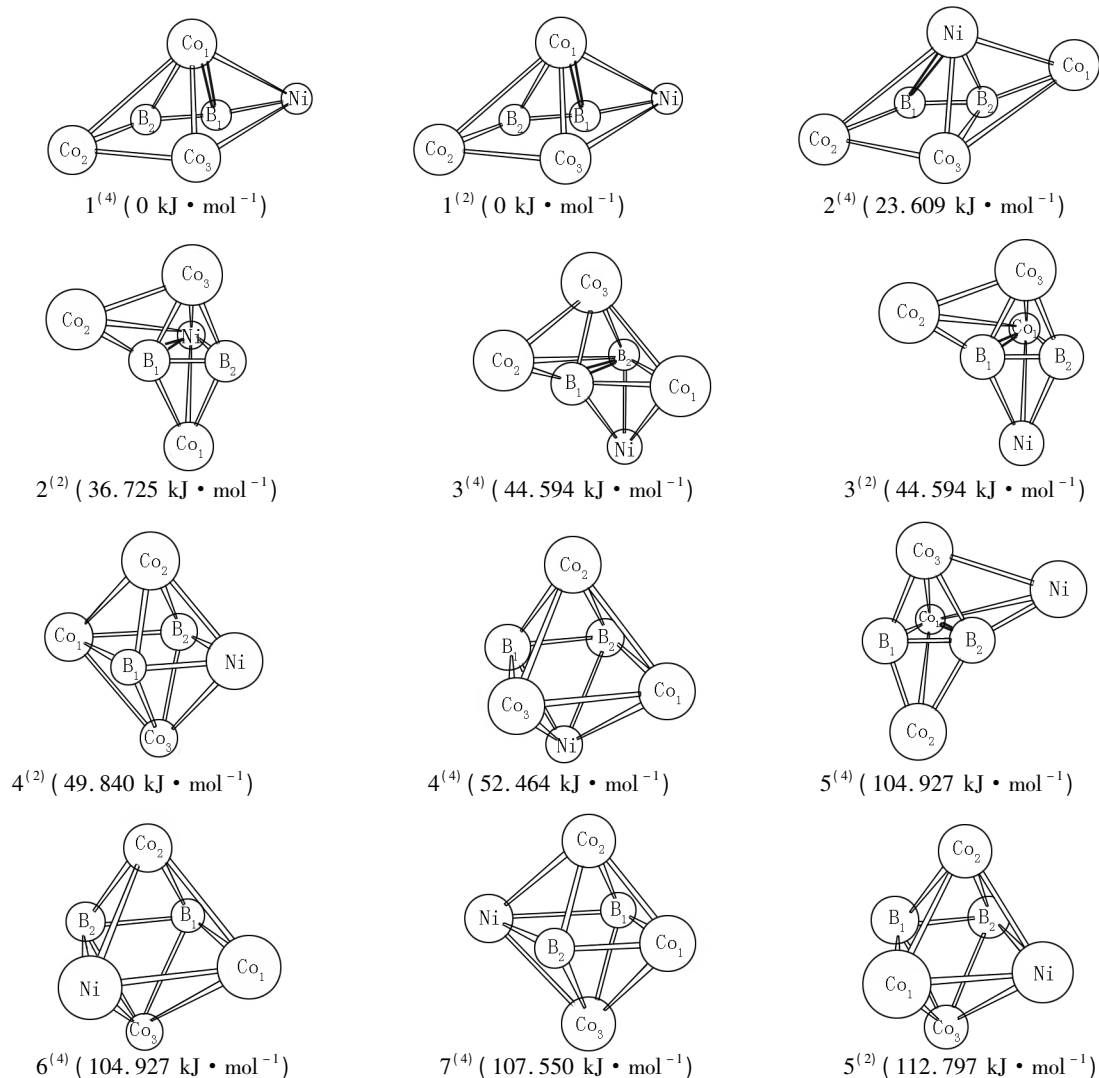 Co₁ Co₁ Ni Co₁
B₂ B₁ Ni B₂ B₁ Ni B₁ B₂
Co₂ Co₃ Co₂ Co₃ Co₂ Co₃
1⁽⁴⁾ (0 kJ · mol⁻¹) 1⁽²⁾ (0 kJ · mol⁻¹) 2⁽⁴⁾ (23.609 kJ · mol⁻¹)
Co₃ Co₃ Co₃
Co₂ Ni Co₂ B₂ Co₂ Co₁
B₁ B₂ B₁ Co₁ B₁ B₂
Co₁ Ni Ni
2⁽²⁾ (36.725 kJ · mol⁻¹) 3⁽⁴⁾ (44.594 kJ · mol⁻¹) 3⁽²⁾ (44.594 kJ · mol⁻¹)
Co₂ Co₂ Co₃ Ni
Co₁ B₂ B₁ B₂ Co₁
B₁ Ni Co₃ Co₁ B₁ B₂
Co₃ Ni Co₂
4⁽²⁾ (49.840 kJ · mol⁻¹) 4⁽⁴⁾ (52.464 kJ · mol⁻¹) 5⁽⁴⁾ (104.927 kJ · mol⁻¹)
Co₂ Co₂ Co₂
B₂ B₁ Ni B₁ B₁ B₂
Ni Co₁ B₂ Co₁ Co₁ Ni
Co₃ Co₃ Co₃
6⁽⁴⁾ (104.927 kJ · mol⁻¹) 7⁽⁴⁾ (107.550 kJ · mol⁻¹) 5⁽²⁾ (112.797 kJ · mol⁻¹)